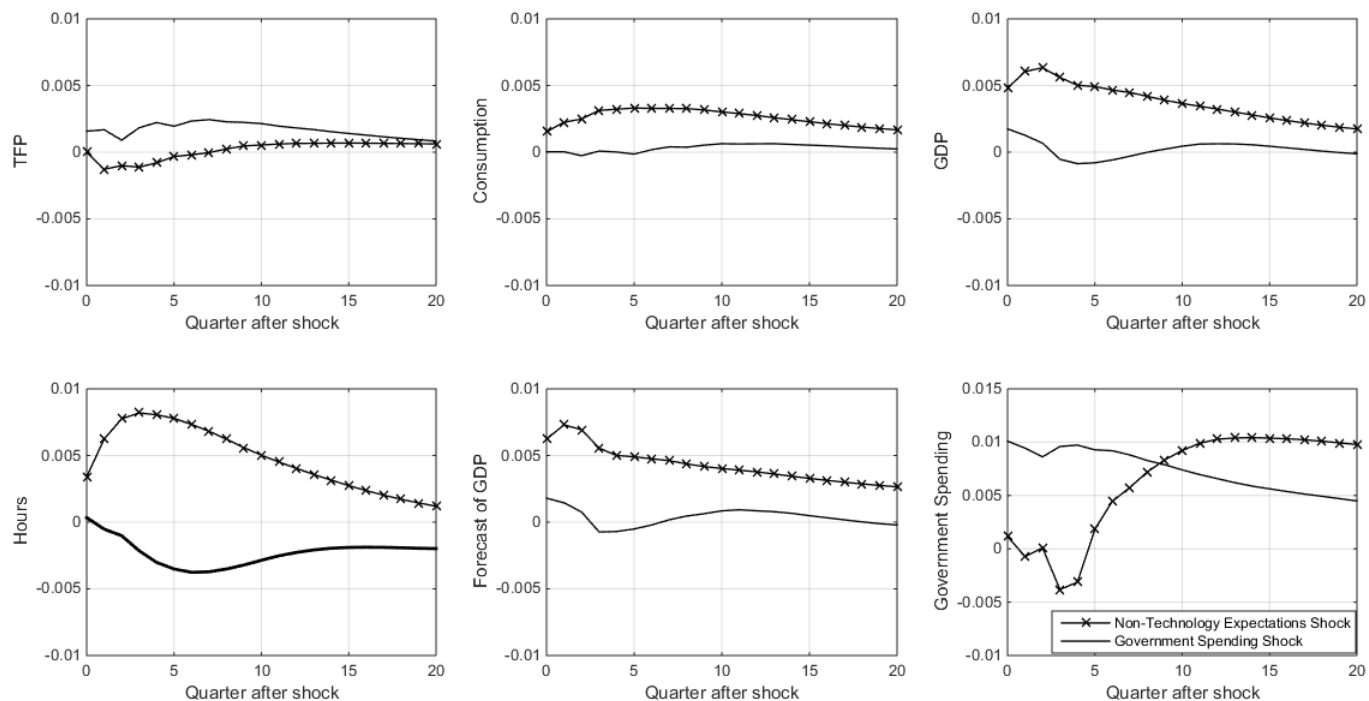 0.01
0.005
0
-0.005
-0.01
TFP
0 5 10 15 20
Quarter after shock
0.01
0.005
0
-0.005
-0.01
Consumption
0 5 10 15 20
Quarter after shock
0.01
0.005
0
-0.005
-0.01
GDP
0 5 10 15 20
Quarter after shock
0.01
0.005
0
-0.005
-0.01
Hours
0 5 10 15 20
Quarter after shock
0.01
0.005
0
-0.005
-0.01
Forecast of GDP
0 5 10 15 20
Quarter after shock
0.015
0.010
0.005
0
-0.005
-0.01
Government Spending
Non-Technology Expectations Shock
Government Spending Shock
0 5 10 15 20
Quarter after shock